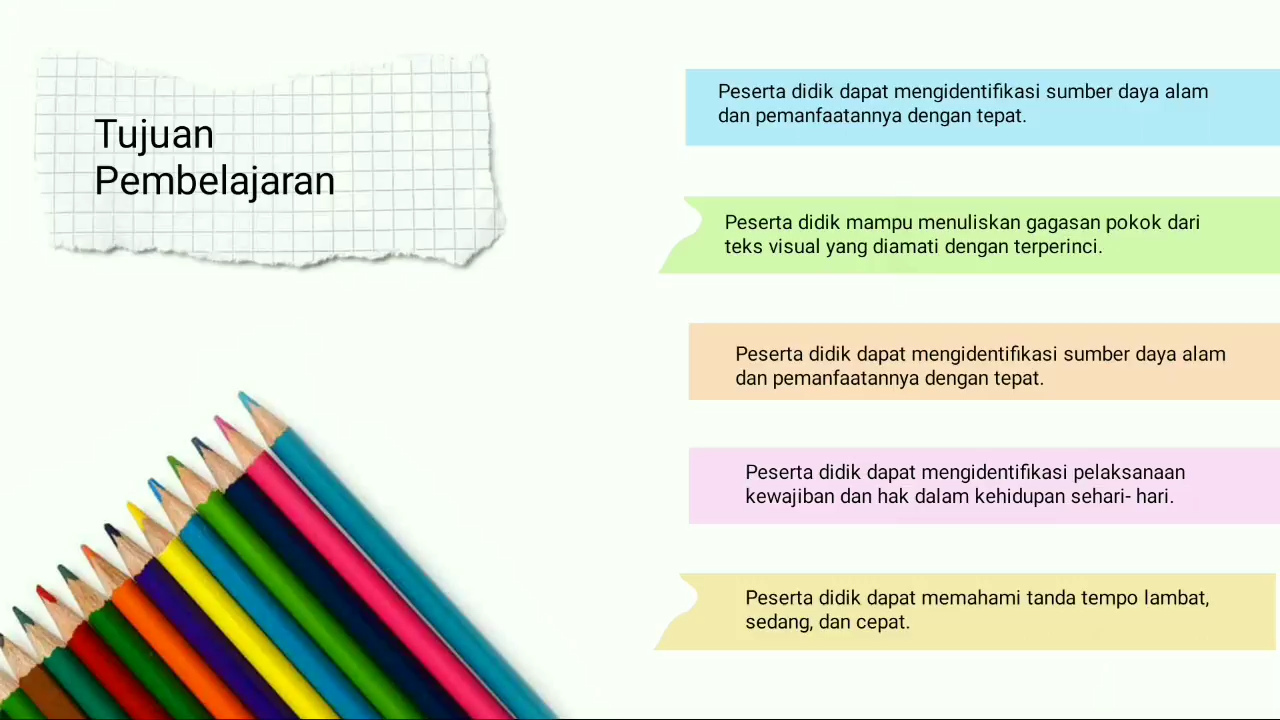 Tujuan
Pembelajaran
Peserta didik dapat mengidentifikasi sumber daya alam
dan pemanfaatannya dengan tepat.
Peserta didik mampu menuliskan gagasan pokok dari
teks visual yang diamati dengan terperinci.
Peserta didik dapat mengidentifikasi sumber daya alam
dan pemanfaatannya dengan tepat.
Peserta didik dapat mengidentifikasi pelaksanaan
kewajiban dan hak dalam kehidupan sehari- hari.
Peserta didik dapat memahami tanda tempo lambat,
sedang, dan cepat.